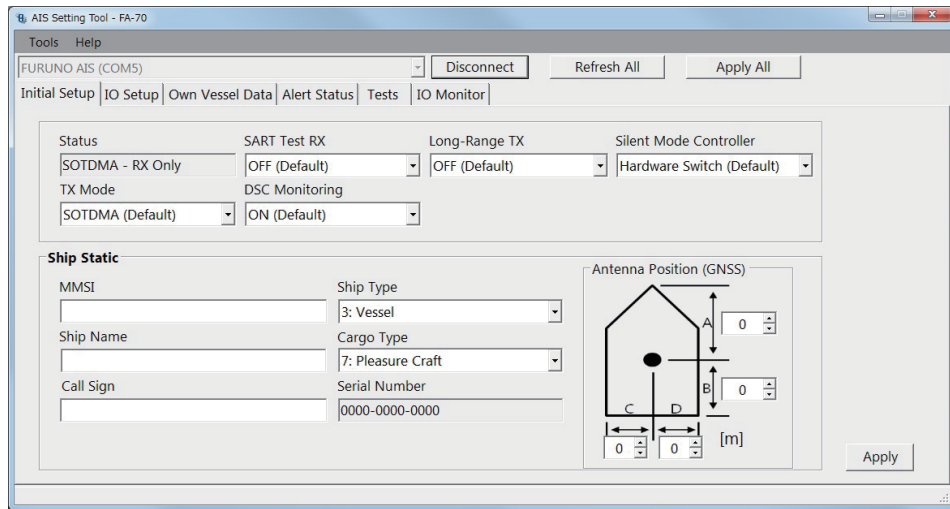 AIS Setting Tool - FA-70
Tools Help
FURUNO AIS (COM5) Disconnect Refresh All Apply All
Initial Setup IO Setup Own Vessel Data Alert Status Tests IO Monitor
Status SART Test RX Long-Range TX Silent Mode Controller
SOTDMA - RX Only OFF (Default) OFF (Default) Hardware Switch (Default)
TX Mode DSC Monitoring
SOTDMA (Default) ON (Default)
Ship Static
Antenna Position (GNSS)
MMSI Ship Type
3: Vessel
Ship Name Cargo Type
7: Pleasure Craft
Call Sign Serial Number
0000-0000-0000
A 0
B 0
C D
0 0 [m]
Apply